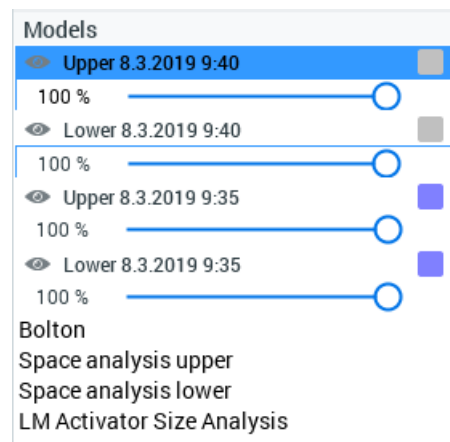 Models
Upper 8.3.2019 9:40
100 %
Lower 8.3.2019 9:40
100 %
Upper 8.3.2019 9:35
100 %
Lower 8.3.2019 9:35
100 %
Bolton
Space analysis upper
Space analysis lower
LM Activator Size Analysis